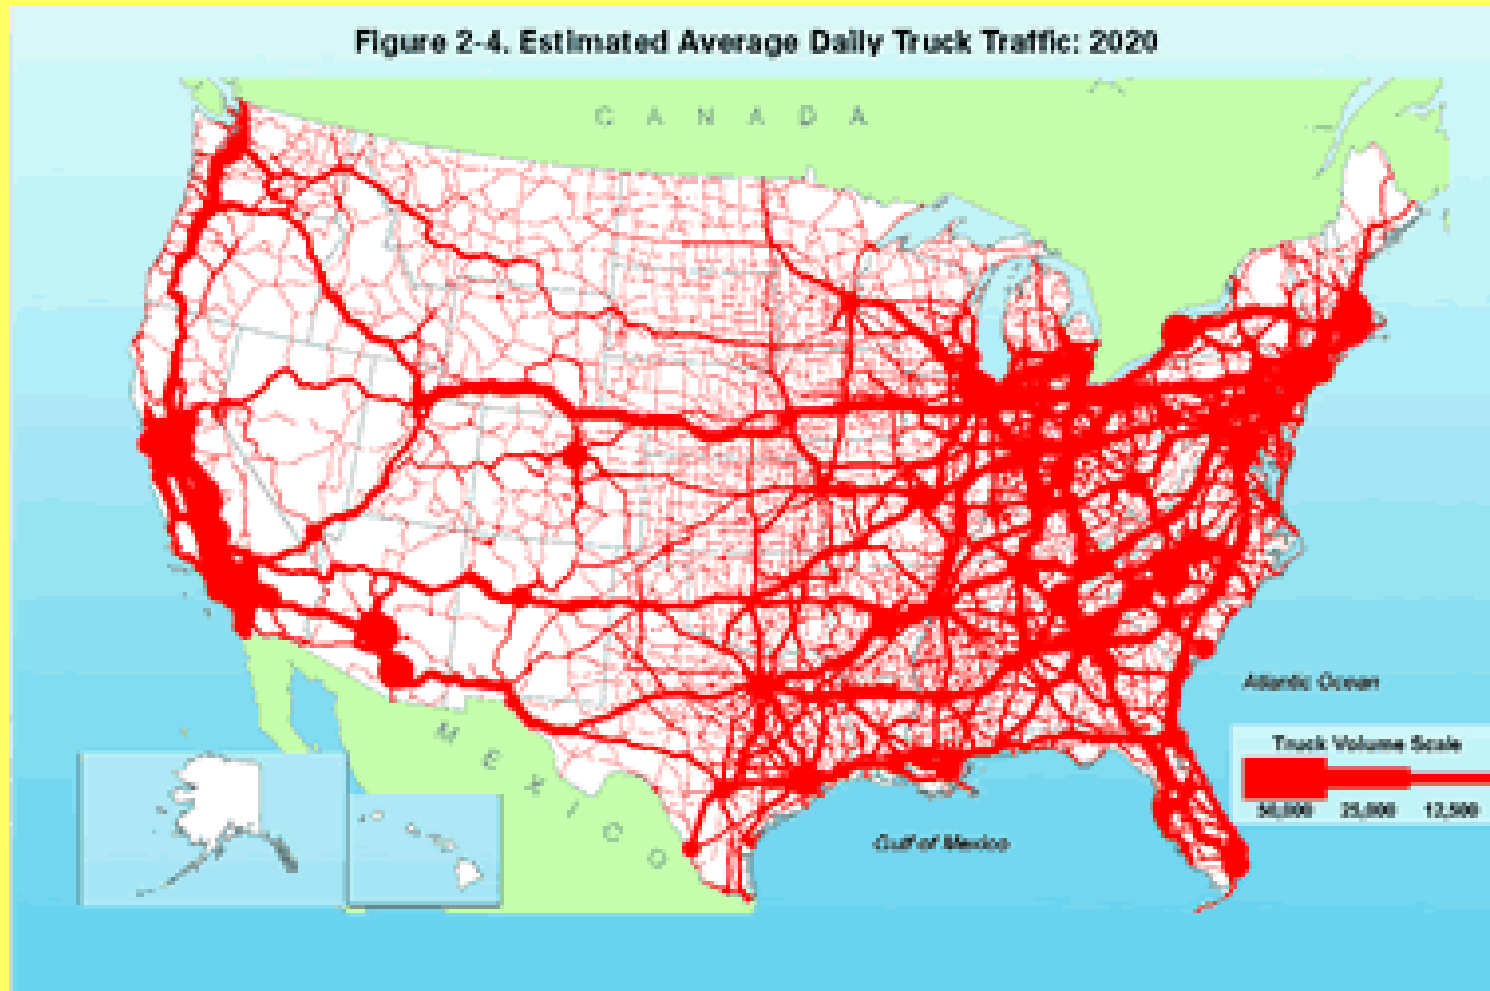 Figure 2-4. Estimated Average Daily Truck Traffic: 2020
C A N A D A
M E X I C O
Atlantic Ocean
Truck Volume Scale
50,000 25,000 12,500
Gulf of Mexico